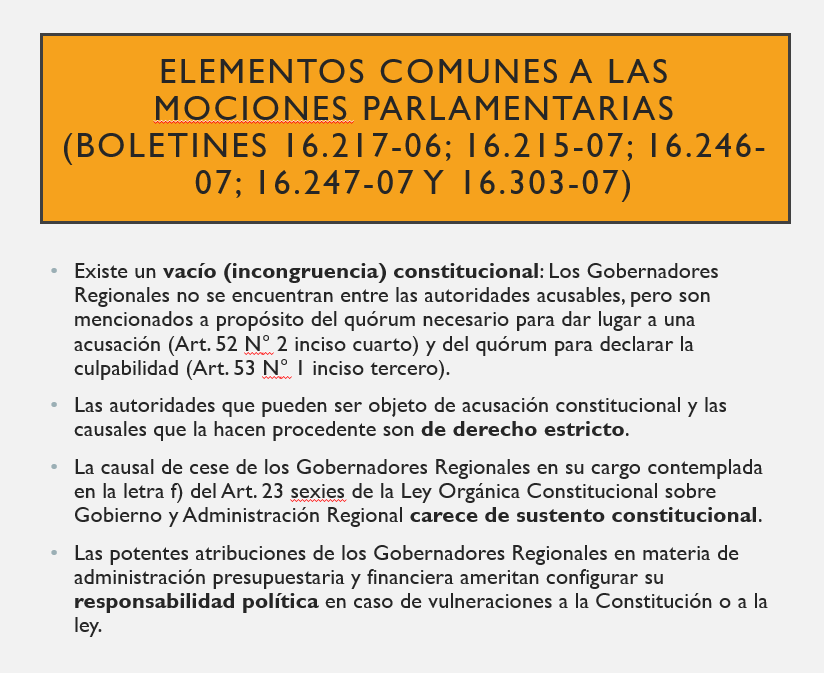 ELEMENTOS COMUNES A LAS
MOCIONES PARLAMENTARIAS
(BOLETINES 16.217-06; 16.215-07; 16.246-
07; 16.247-07 Y 16.303-07)
• Existe un vacío (incongruencia) constitucional: Los Gobernadores
Regionales no se encuentran entre las autoridades acusables, pero son
mencionados a propósito del quórum necesario para dar lugar a una
acusación (Art. 52 N° 2 inciso cuarto) y del quórum para declarar la
culpabilidad (Art. 53 N° 1 inciso tercero).
• Las autoridades que pueden ser objeto de acusación constitucional y las
causales que la hacen procedente son de derecho estricto.
• La causal de cese de los Gobernadores Regionales en su cargo contemplada
en la letra f) del Art. 23 sexies de la Ley Orgánica Constitucional sobre
Gobierno y Administración Regional carece de sustento constitucional.
• Las potentes atribuciones de los Gobernadores Regionales en materia de
administración presupuestaria y financiera ameritan configurar su
responsabilidad política en caso de vulneraciones a la Constitución o a la
ley.